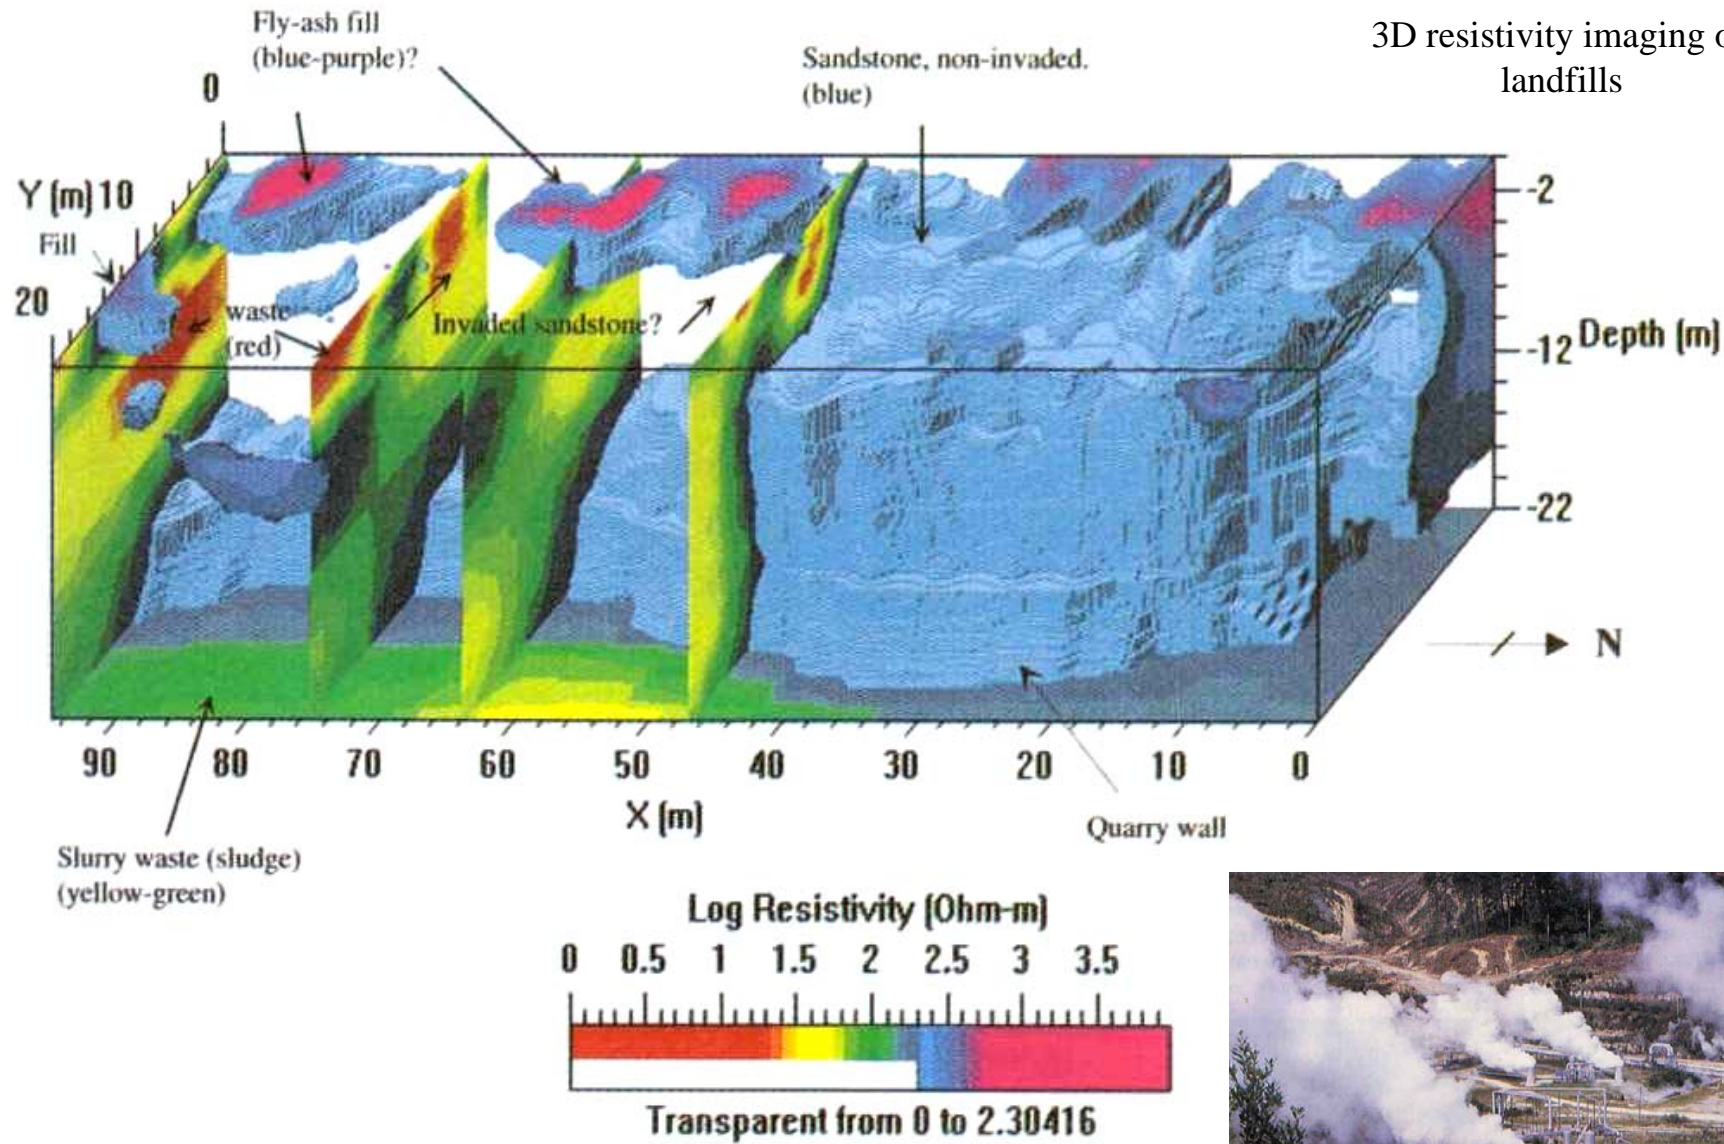 3D resistivity imaging o
landfills
Fly-ash fill
(blue-purple)?
Sandstone, non-invaded.
(blue)
0
Y (m) 10
Fill
20
waste
(red)
Invaded sandstone?
-2
-12 Depth (m)
-22
N
90 80 70 60 50 40 30 20 10 0
X (m)
Quarry wall
Slurry waste (sludge)
(yellow-green)
Log Resistivity (Ohm-m)
0 0.5 1 1.5 2 2.5 3 3.5
Transparent from 0 to 2.30416